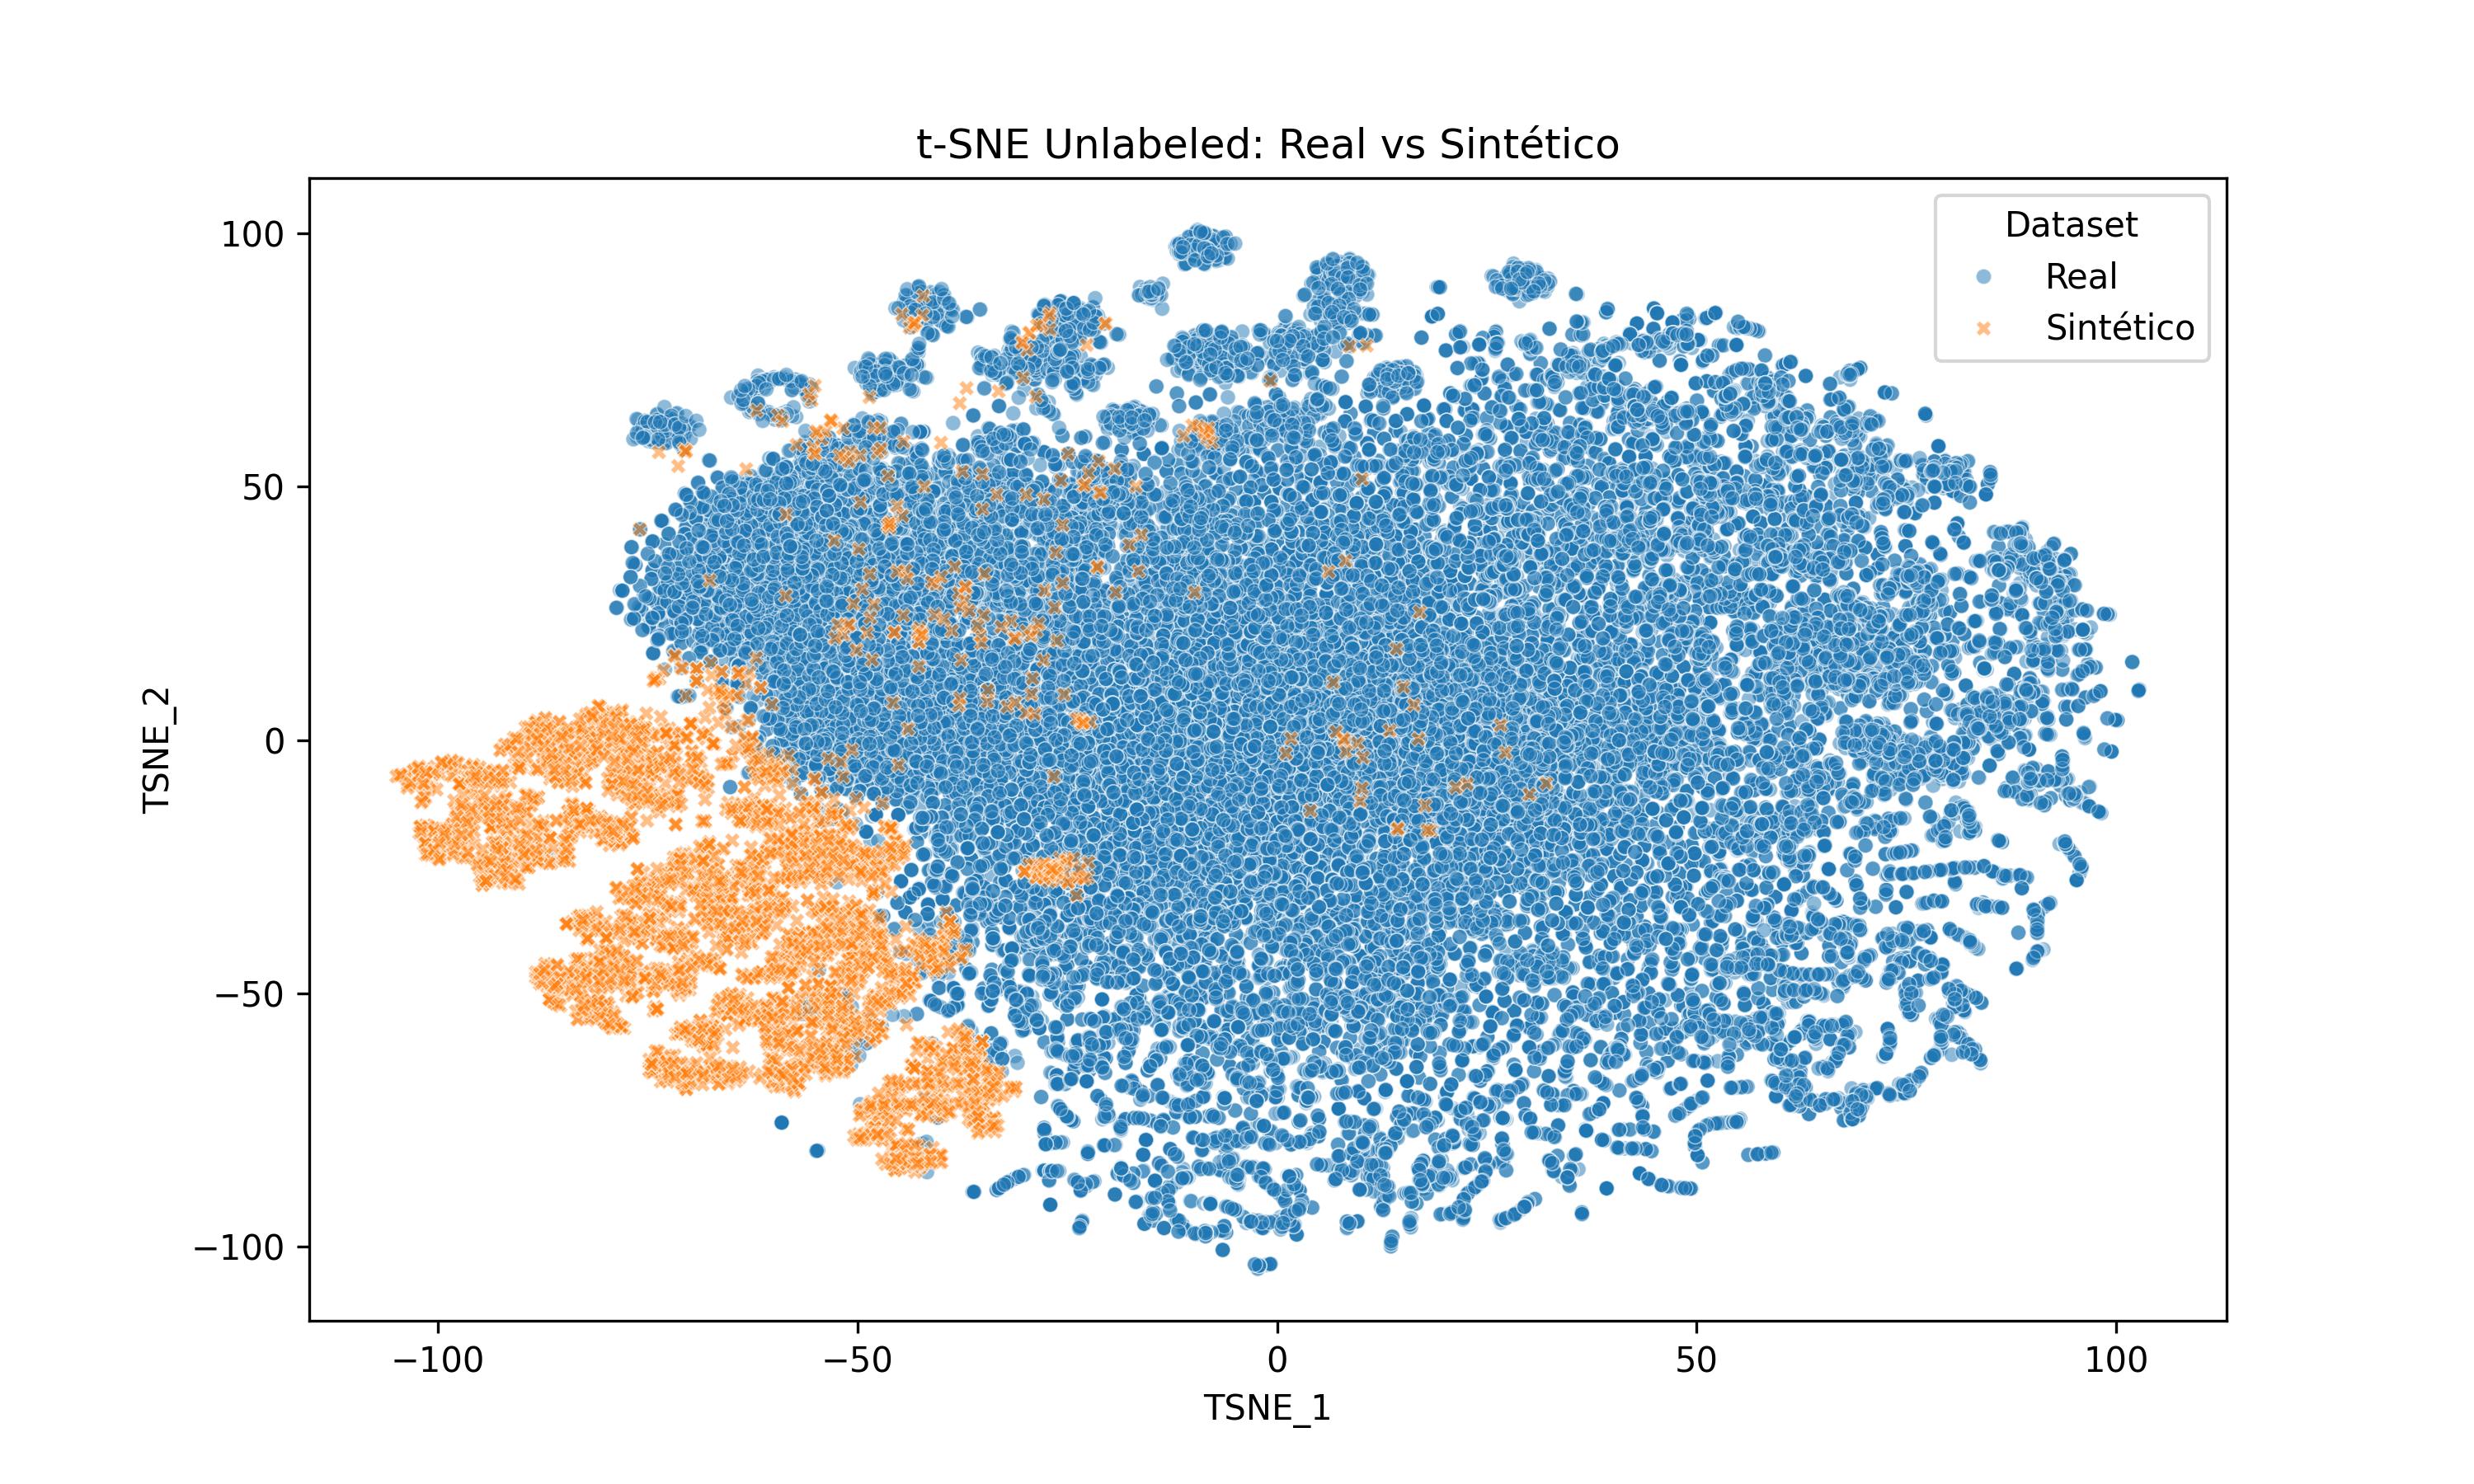 t-SNE Unlabeled: Real vs Sintético
Dataset
Real
Sintético
100
50
0
−50
−100
TSNE_2
−100
−50
0
50
100
TSNE_1